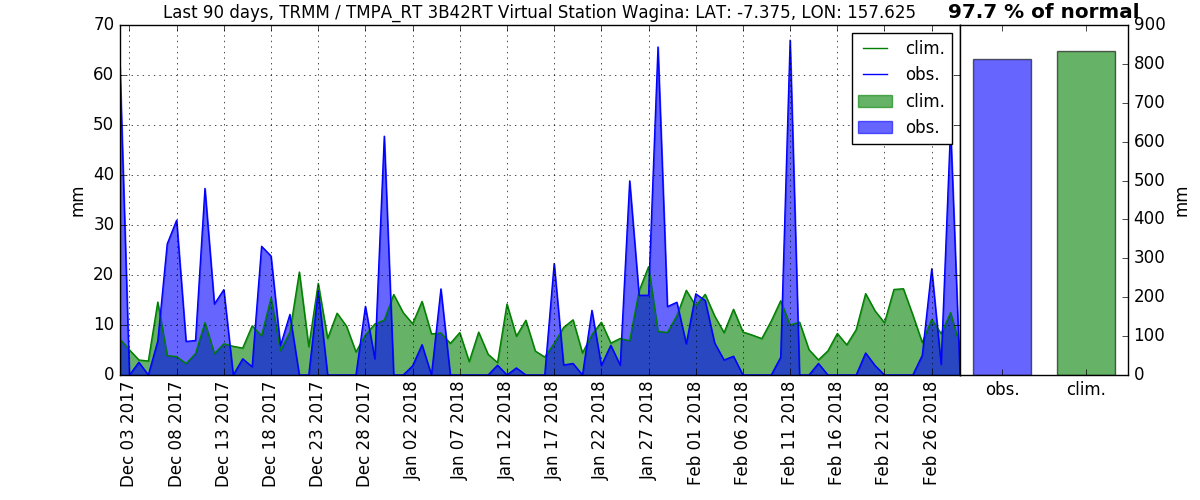 Last 90 days, TRMM / TMPA_RT 3B42RT Virtual Station Wagina: LAT: -7.375, LON: 157.625
97.7 % of normal
70
60
50
40
30
20
10
0
mm
clim.
obs.
clim.
obs.
900
800
700
600
500
400
300
200
100
0
mm
obs.
clim.
Dec 03 2017
Dec 08 2017
Dec 13 2017
Dec 18 2017
Dec 23 2017
Dec 28 2017
Jan 02 2018
Jan 07 2018
Jan 12 2018
Jan 17 2018
Jan 22 2018
Jan 27 2018
Feb 01 2018
Feb 06 2018
Feb 11 2018
Feb 16 2018
Feb 21 2018
Feb 26 2018